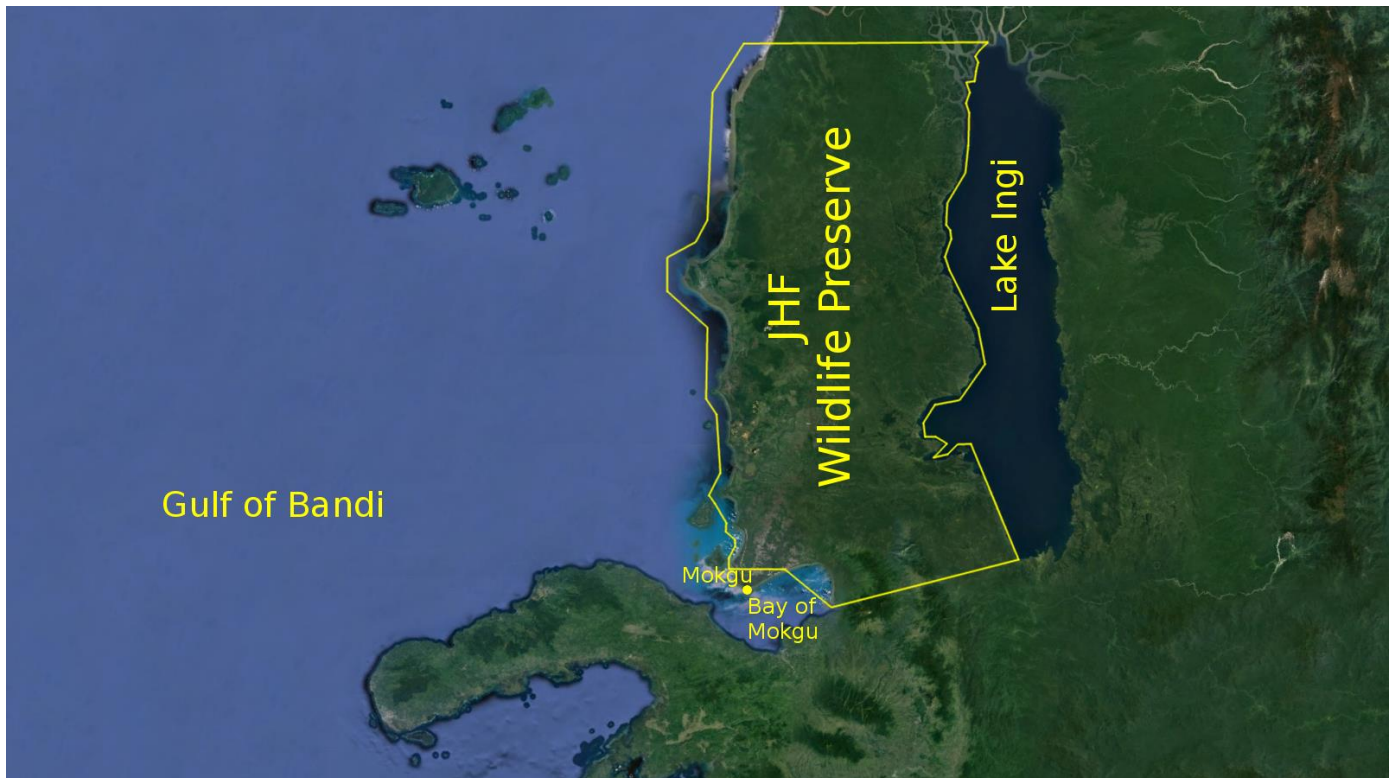 JHF
Wildlife Preserve
Lake Ingi
Gulf of Bandi
Mokgu
Bay of
Mokgu